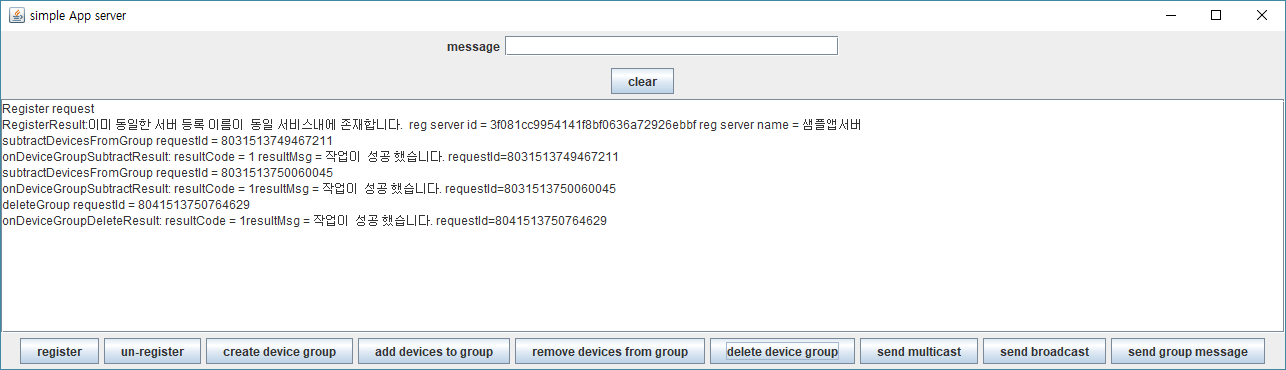 simple App server
message
clear
Register request
RegisterResult:이미 동일한 서버 등록 이름이  동일 서비스내에 존재합니다.  reg server id = 3f081cc9954141f8bf0636a72926ebbf reg server name = 샘플앱서버
subtractDevicesFromGroup requestId = 8031513749467211
onDeviceGroupSubtractResult: resultCode = 1 resultMsg = 작업이  성공 했습니다. requestId=8031513749467211
subtractDevicesFromGroup requestId = 8031513750060045
onDeviceGroupSubtractResult: resultCode = 1resultMsg = 작업이  성공 했습니다. requestId=8031513750060045
deleteGroup requestId = 8041513750764629
onDeviceGroupDeleteResult: resultCode = 1resultMsg = 작업이  성공 했습니다. requestId=8041513750764629
register un-register create device group add devices to group remove devices from group delete device group send multicast send broadcast send group message